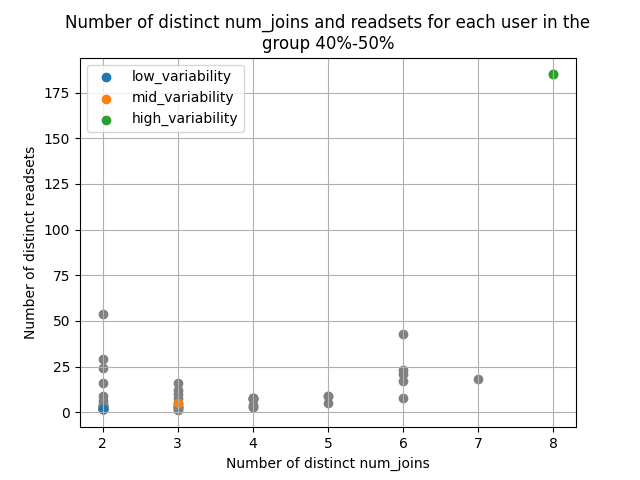 Number of distinct num_joins and readsets for each user in the
group 40%-50%
low_variability
mid_variability
high_variability
Number of distinct readsets
175
150
125
100
75
50
25
0
2 3 4 5 6 7 8
Number of distinct num_joins